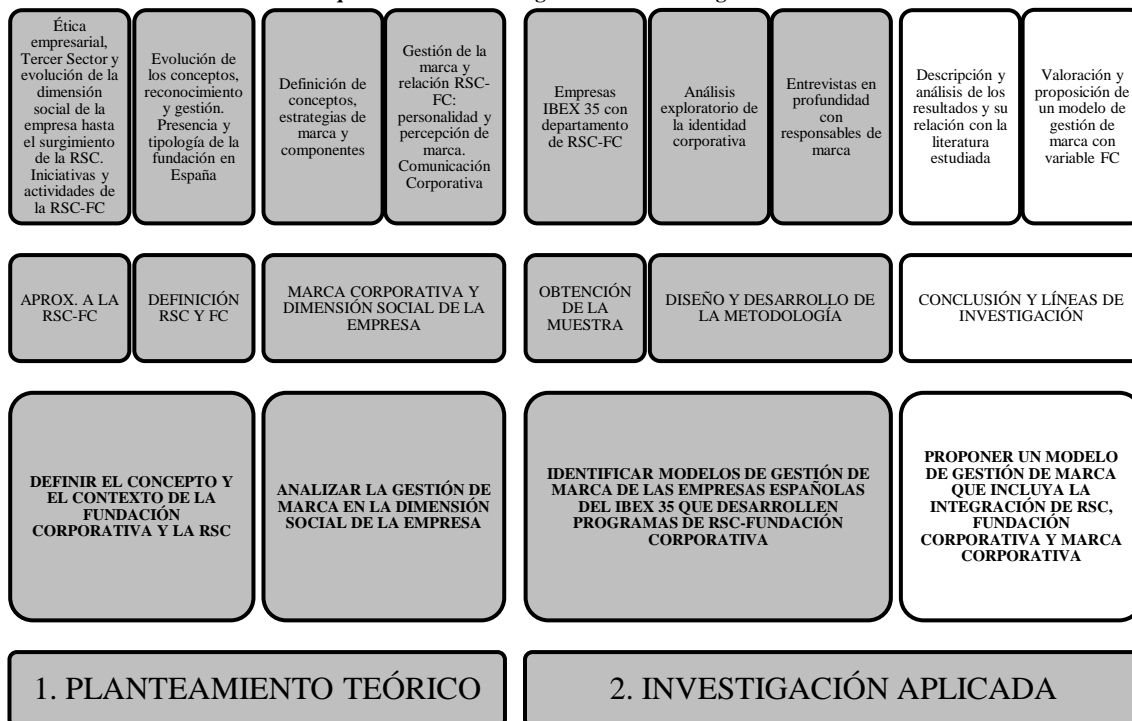 Ética
empresarial,
Tercer Sector y
evolución de la
dimensión
social de la
empresa hasta
el surgimiento
de la RSC.
Iniciativas y
actividades de
la RSC-FC
Evolución de
los conceptos,
reconocimiento
y gestión.
Presencia y
tipología de la
fundación en
España
Definición de
conceptos,
estrategias de
marca y
componentes
Gestión de la
marca y
relación RSC-
FC:
personalidad y
percepción de
marca.
Comunicación
Corporativa
Empresas
IBEX 35 con
departamento
de RSC-FC
Análisis
exploratorio de
la identidad
corporativa
Entrevistas en
profundidad
con
responsables de
marca
Descripción y
análisis de los
resultados y su
relación con la
literatura
estudiada
Valoración y
proposición de
un modelo de
gestión de
marca con
variable FC
APROX. A LA
RSC-FC
DEFINICIÓN
RSC Y FC
MARCA CORPORATIVA Y
DIMENSIÓN SOCIAL DE LA
EMPRESA
OBTENCIÓN
DE LA
MUESTRA
DISEÑO Y DESARROLLO DE
LA METODOLOGÍA
CONCLUSIÓN Y LÍNEAS DE
INVESTIGACIÓN
DEFINIR EL CONCEPTO Y
EL CONTEXTO DE LA
FUNDACIÓN
CORPORATIVA Y LA RSC
ANALIZAR LA GESTIÓN DE
MARCA EN LA DIMENSIÓN
SOCIAL DE LA EMPRESA
IDENTIFICAR MODELOS DE GESTIÓN DE
MARCA DE LAS EMPRESAS ESPAÑOLAS
DEL IBEX 35 QUE DESARROLLEN
PROGRAMAS DE RSC-FUNDACIÓN
CORPORATIVA
PROPONER UN MODELO
DE GESTIÓN DE MARCA
QUE INCLUYA LA
INTEGRACIÓN DE RSC,
FUNDACIÓN
CORPORATIVA Y MARCA
CORPORATIVA
1. PLANTEAMIENTO TEÓRICO
2. INVESTIGACIÓN APLICADA